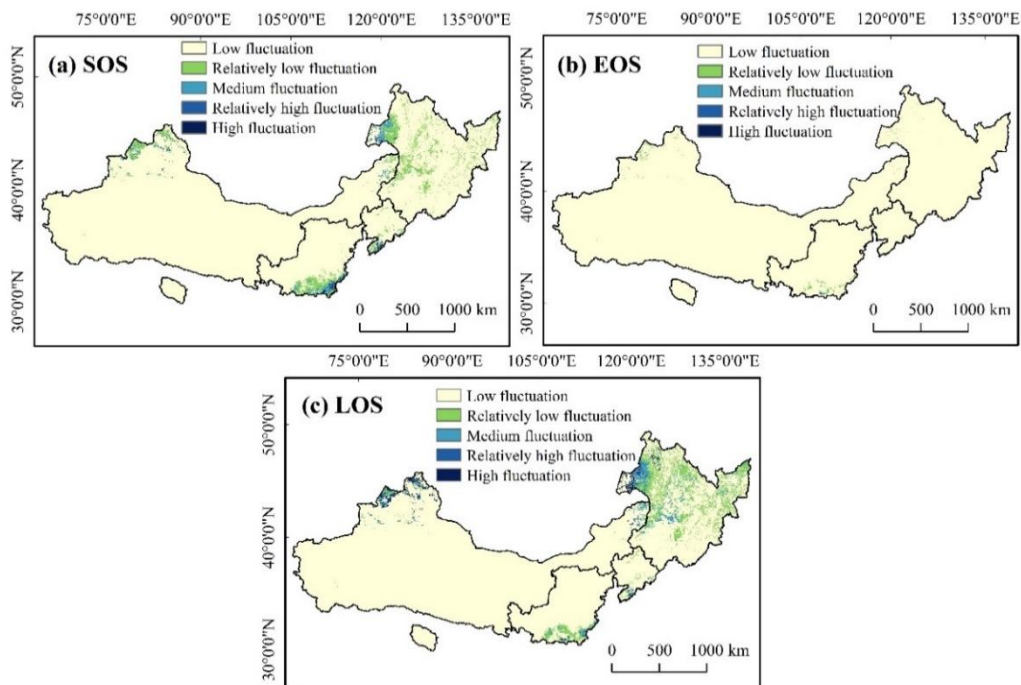 75°0'0"E 90°0'0"E 105°0'0"E 120°0'0"E 135°0'0"E
(a) SOS
Low fluctuation
Relatively low fluctuation
Medium fluctuation
Relatively high fluctuation
High fluctuation
50°0'0"N
40°0'0"N
30°0'0"N
0 500 1000 km
75°0'0"E 90°0'0"E 105°0'0"E 120°0'0"E 135°0'0"E
(b) EOS
Low fluctuation
Relatively low fluctuation
Medium fluctuation
Relatively high fluctuation
High fluctuation
50°0'0"N
40°0'0"N
30°0'0"N
0 500 1000 km
75°0'0"E 90°0'0"E 105°0'0"E 120°0'0"E 135°0'0"E
(c) LOS
Low fluctuation
Relatively low fluctuation
Medium fluctuation
Relatively high fluctuation
High fluctuation
50°0'0"N
40°0'0"N
30°0'0"N
0 500 1000 km